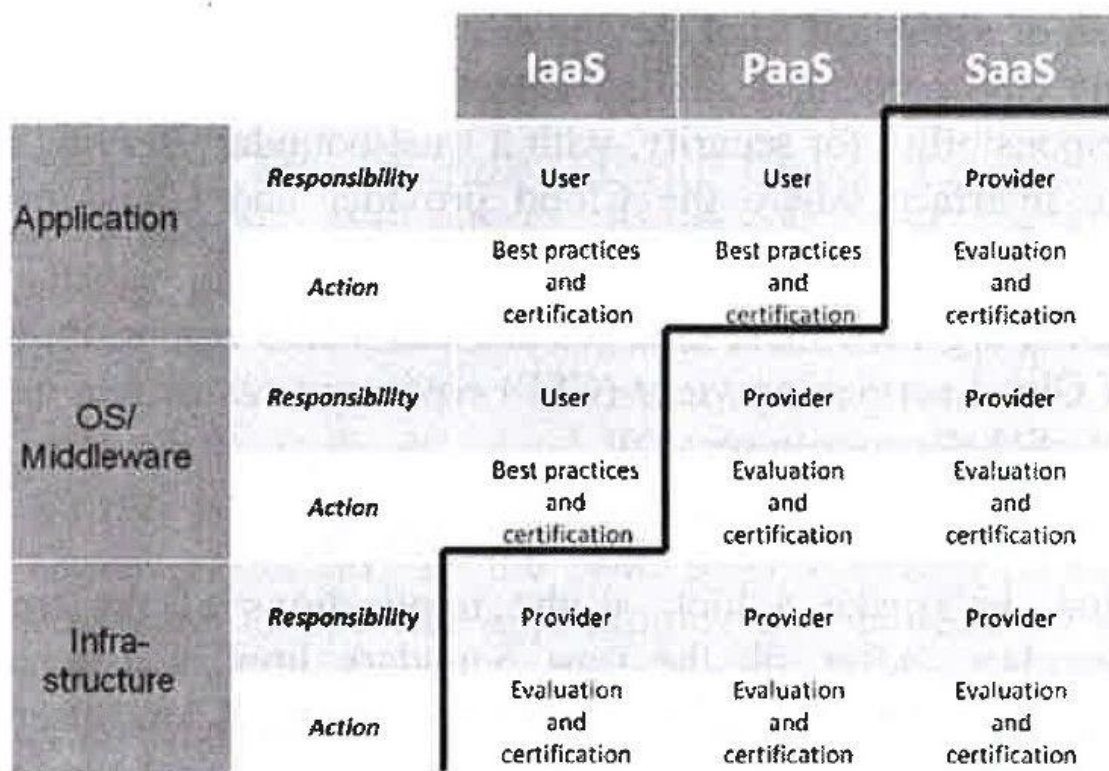 IaaS PaaS SaaS
Application
Responsibility User User Provider
Action
Best practices
and
certification
Best practices
and
certification
Evaluation
and
certification
OS/
Middleware
Responsibility User Provider Provider
Action
Best practices
and
certification
Evaluation
and
certification
Evaluation
and
certification
Infra-
structure
Responsibility Provider Provider Provider
Action
Evaluation
and
certification
Evaluation
and
certification
Evaluation
and
certification